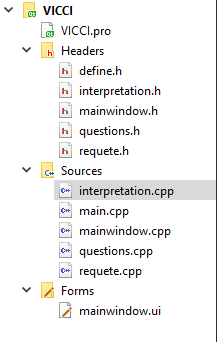 VICCI
VICCI.pro
Headers
define.h
interpretation.h
mainwindow.h
questions.h
requete.h
Sources
interpretation.cpp
main.cpp
mainwindow.cpp
questions.cpp
requete.cpp
Forms
mainwindow.ui